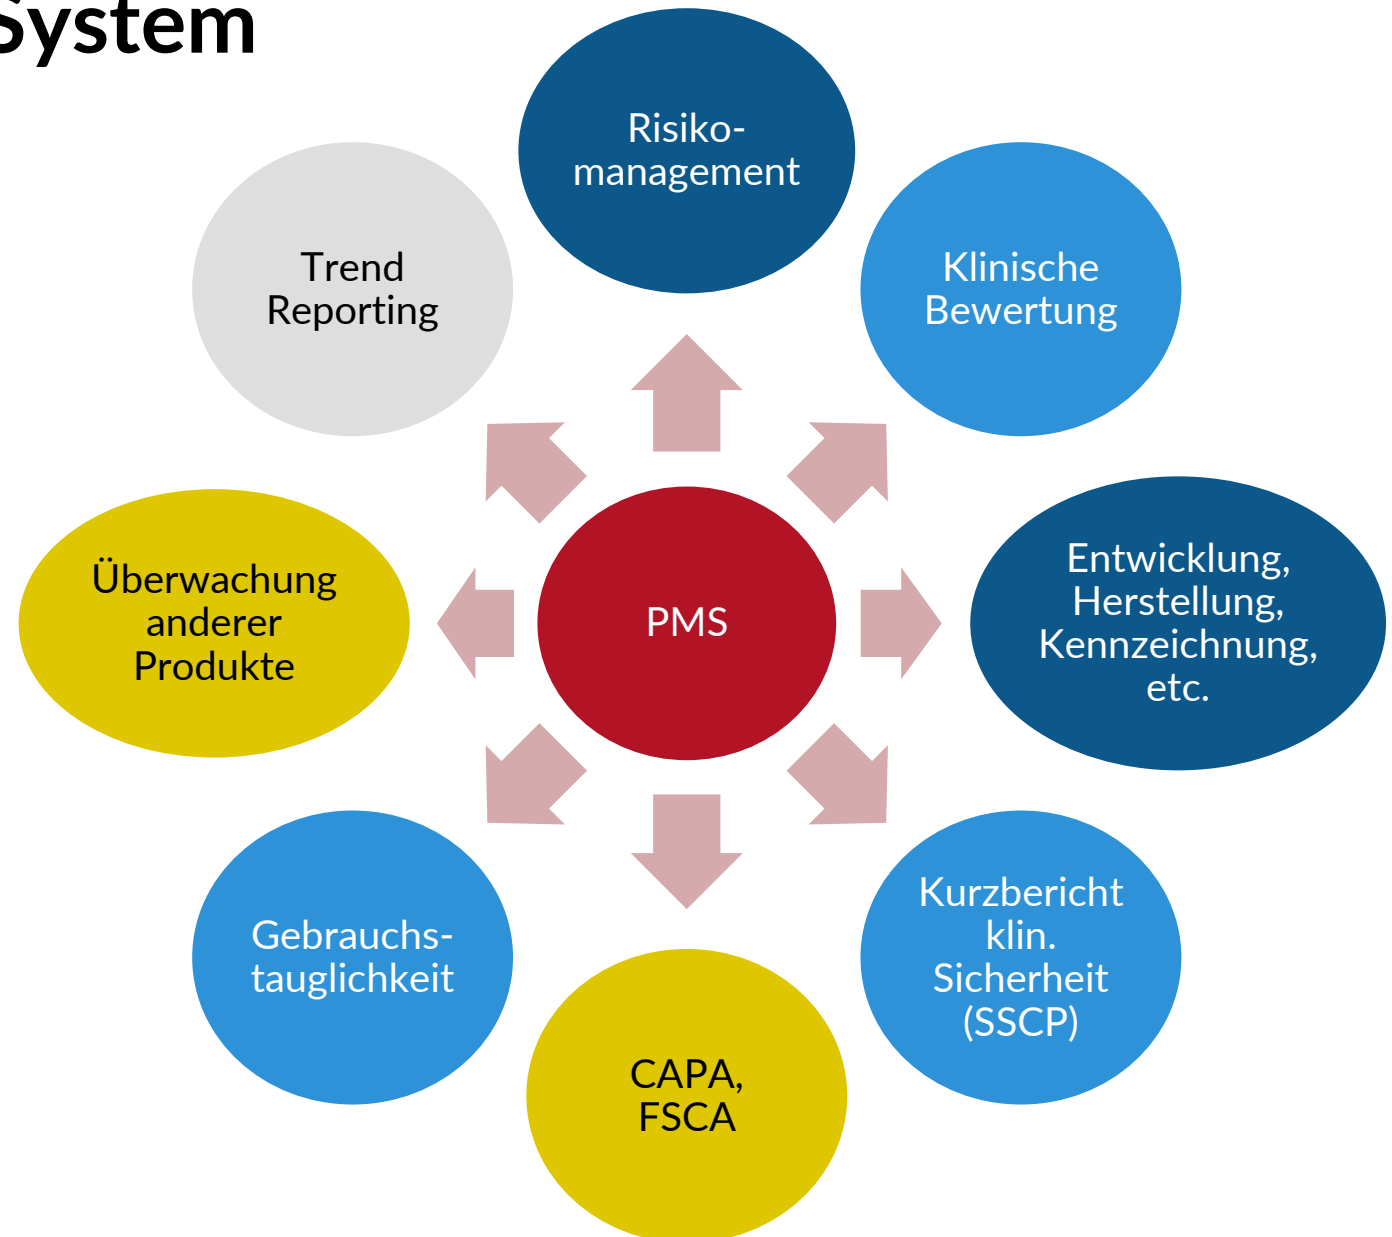 System
Risiko-
management
Klinische
Bewertung
Entwicklung,
Herstellung,
Kennzeichnung,
etc.
Kurzbericht
klin.
Sicherheit
(SSCP)
CAPA,
FSCA
Gebrauchs-
tauglichkeit
Überwachung
anderer
Produkte
Trend
Reporting
PMS